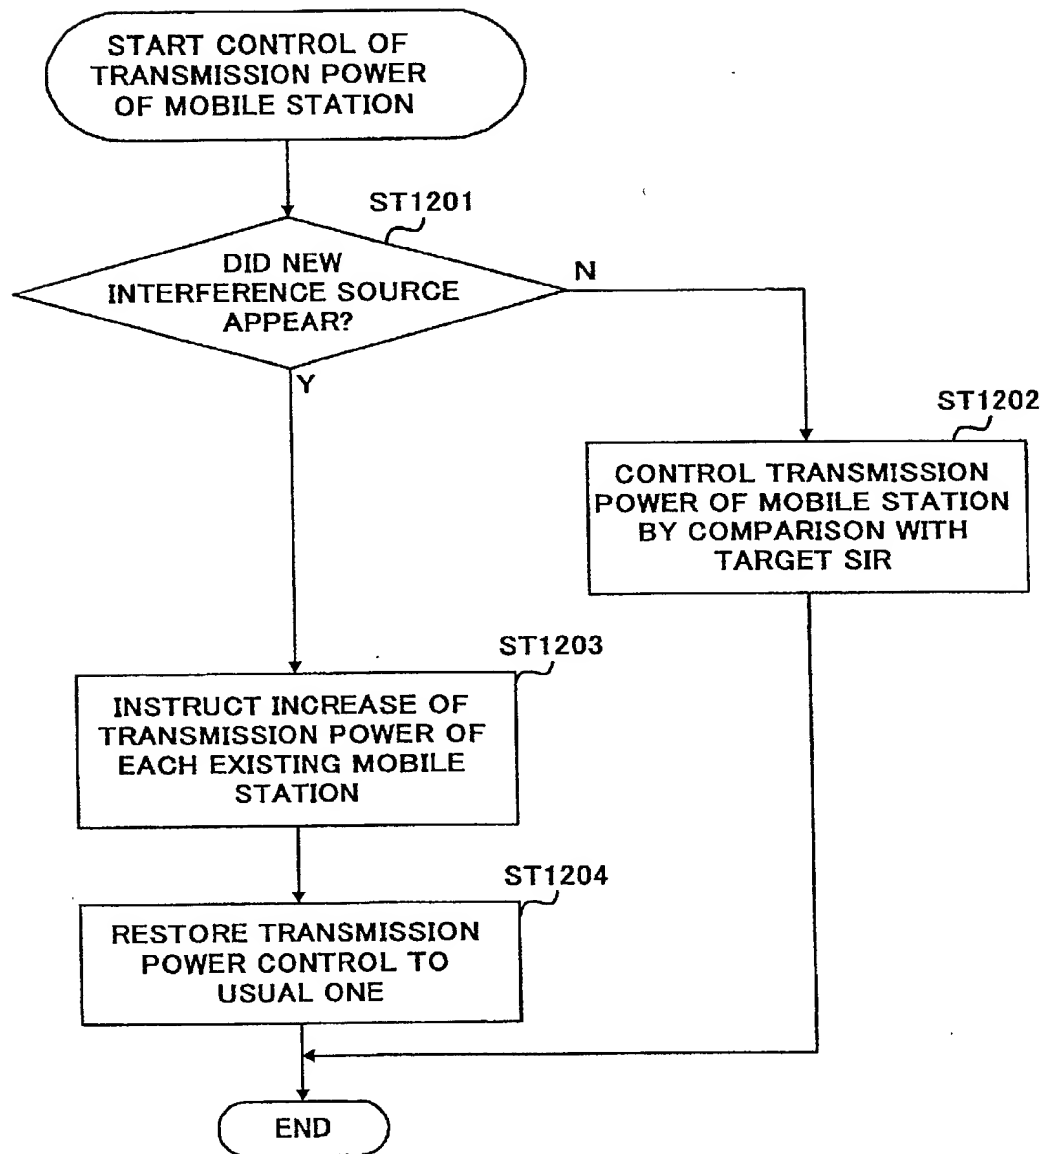 START CONTROL OF
TRANSMISSION POWER
OF MOBILE STATION
ST1201
DID NEW
INTERFERENCE SOURCE
APPEAR?
N
Y
ST1202
CONTROL TRANSMISSION
POWER OF MOBILE STATION
BY COMPARISON WITH
TARGET SIR
ST1203
INSTRUCT INCREASE OF
TRANSMISSION POWER OF
EACH EXISTING MOBILE
STATION
ST1204
RESTORE TRANSMISSION
POWER CONTROL TO
USUAL ONE
END